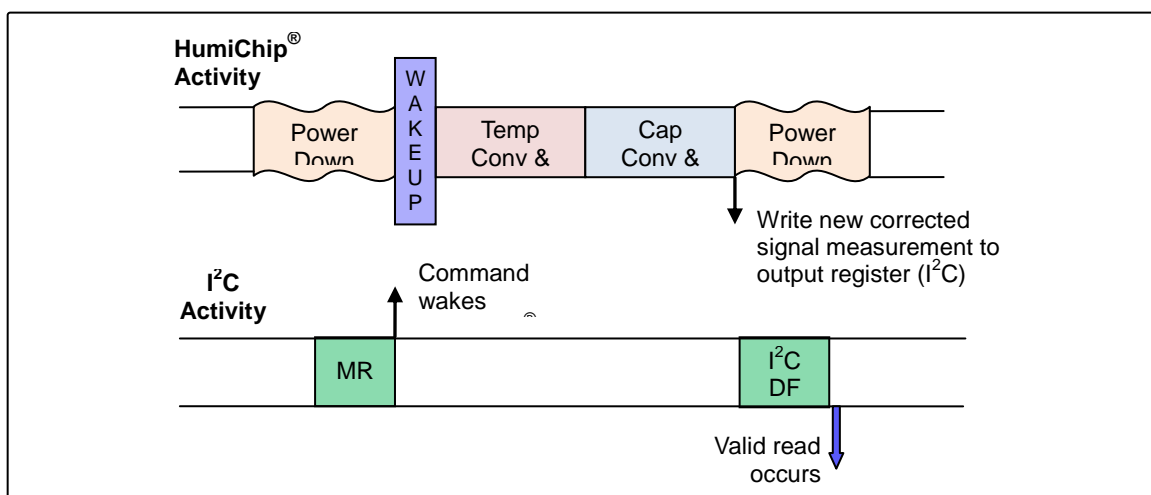 HumiChip®
Activity
WAKEUP
Power
Down
Temp
Conv &
Cap
Conv &
Power
Down
Write new corrected
signal measurement to
output register (I²C)
I²C
Activity
Command
wakes
®
MR
I²C
DF
Valid read
occurs